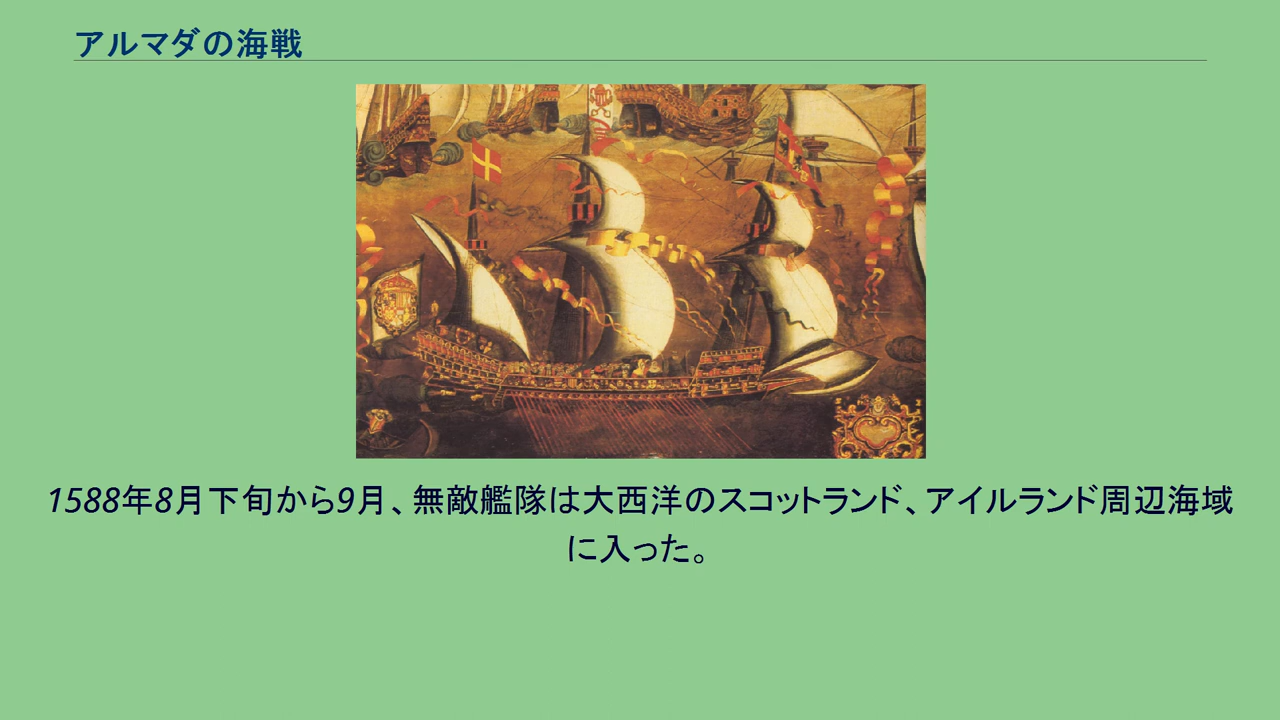 アルマダの海戦
1588年8月下旬から9月、無敵艦隊は大西洋のスコットランド、アイルランド周辺海域
に入った。